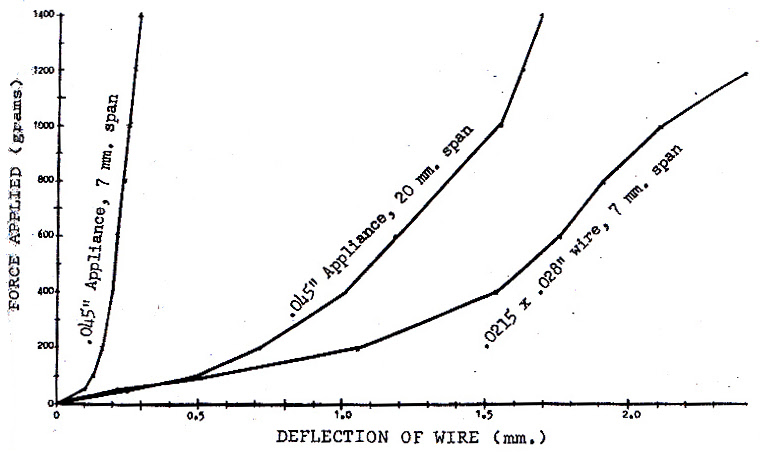 1400
1200
1000
800
600
400
200
0
FORCE APPLIED (grams.)
.045" Appliance, 7 mm. span
.045" Appliance, 20 mm. span
.0215 x .028" wire, 7 mm. span
0 0.5 1.0 1.5 2.0
DEFLECTION OF WIRE (mm.)